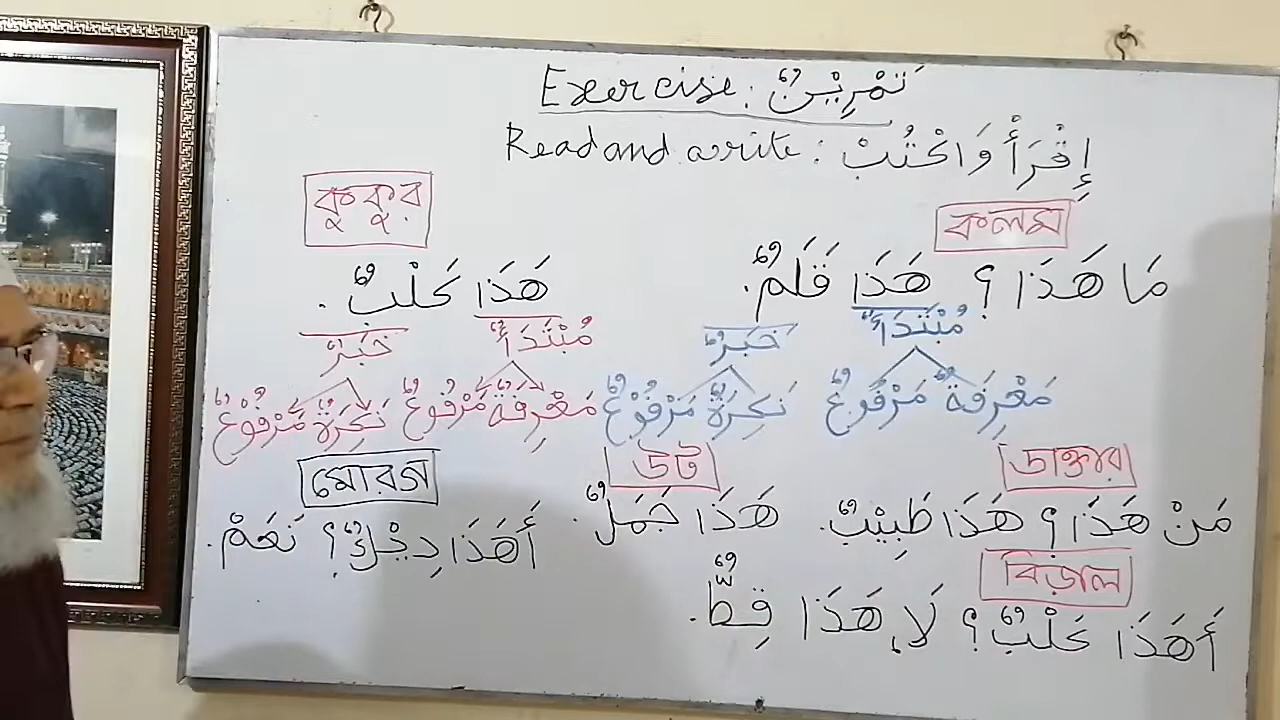 Exercise: تَمْرِيْنٌ
Read and write: إِقْرَأْ وَاكْتُبْ
কলম
مَا هَذَا؟ هَذَا قَلَمٌ.
مُبْتَدَأٌ خَبَرٌ
مَعْرِفَةٌ مَرْفُوْعٌ نَكِرَةٌ مَرْفُوْعٌ
কুকুর
هَذَا كَلْبٌ.
مُبْتَدَأٌ خَبَرٌ
مَعْرِفَةٌ مَرْفُوْعٌ نَكِرَةٌ مَرْفُوْعٌ
ডাক্তার
مَنْ هَذَا؟ هَذَا طَبِيْبٌ.
উট
هَذَا جَمَلٌ.
মোরগ
أَهَذَا دِيْكٌ؟ نَعَمْ.
বিড়াল
أَهَذَا كَلْبٌ؟ لَا، هَذَا قِطٌّ.